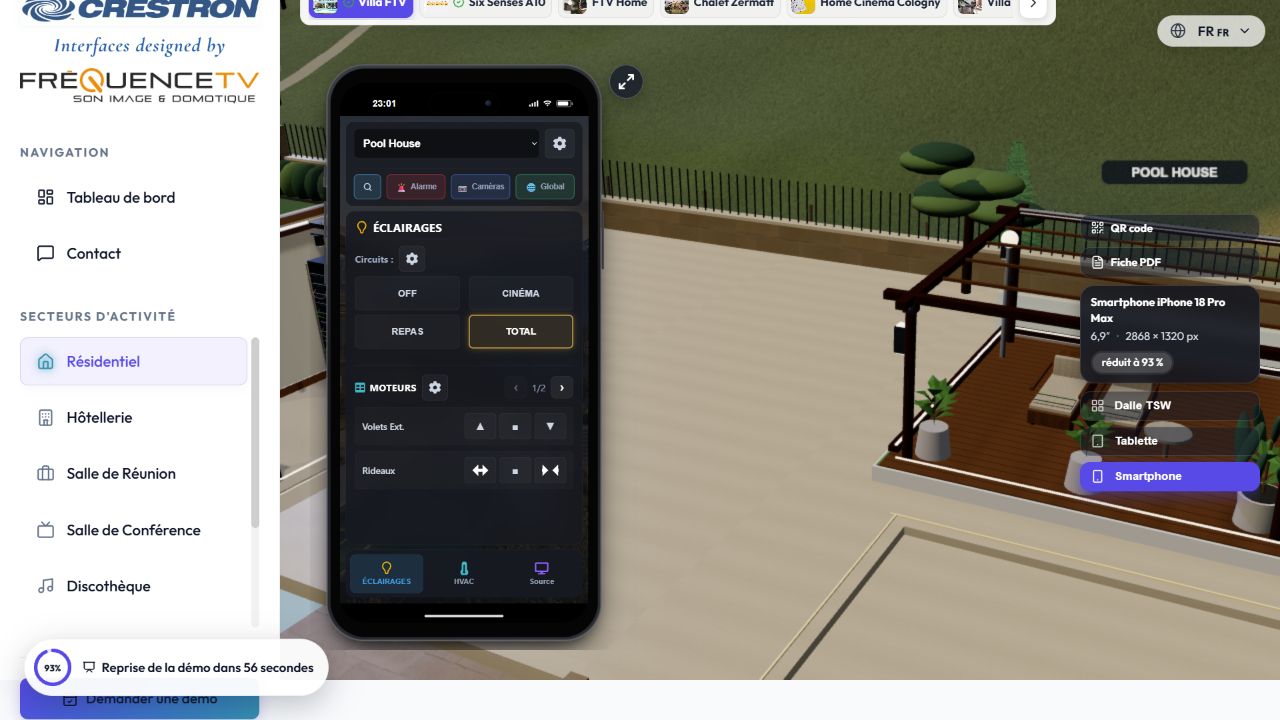 CRESTRON
Interfaces designed by
FRÉQUENCETV
SON IMAGE & DOMOTIQUE
NAVIGATION
Tableau de bord
Contact
SECTEURS D'ACTIVITÉ
Résidentiel
Hôtellerie
Salle de Réunion
Salle de Conférence
Discothèque
93%
Reprise de la démo dans 56 secondes
Demander une démo
Villa FTV
Six Senses A10
FTV Home
Chalet Zermatt
Home Cinema Cologny
Villa
FR FR
23:01
Pool House
Alarme
Caméras
Global
ÉCLAIRAGES
Circuits :
OFF
CINÉMA
REPAS
TOTAL
MOTEURS
1/2
Volets Ext.
Rideaux
ÉCLAIRAGES
HVAC
Source
POOL HOUSE
QR code
Fiche PDF
Smartphone iPhone 18 Pro
Max
6,9" · 2868 × 1320 px
réduit à 93 %
Dalle TSW
Tablette
Smartphone